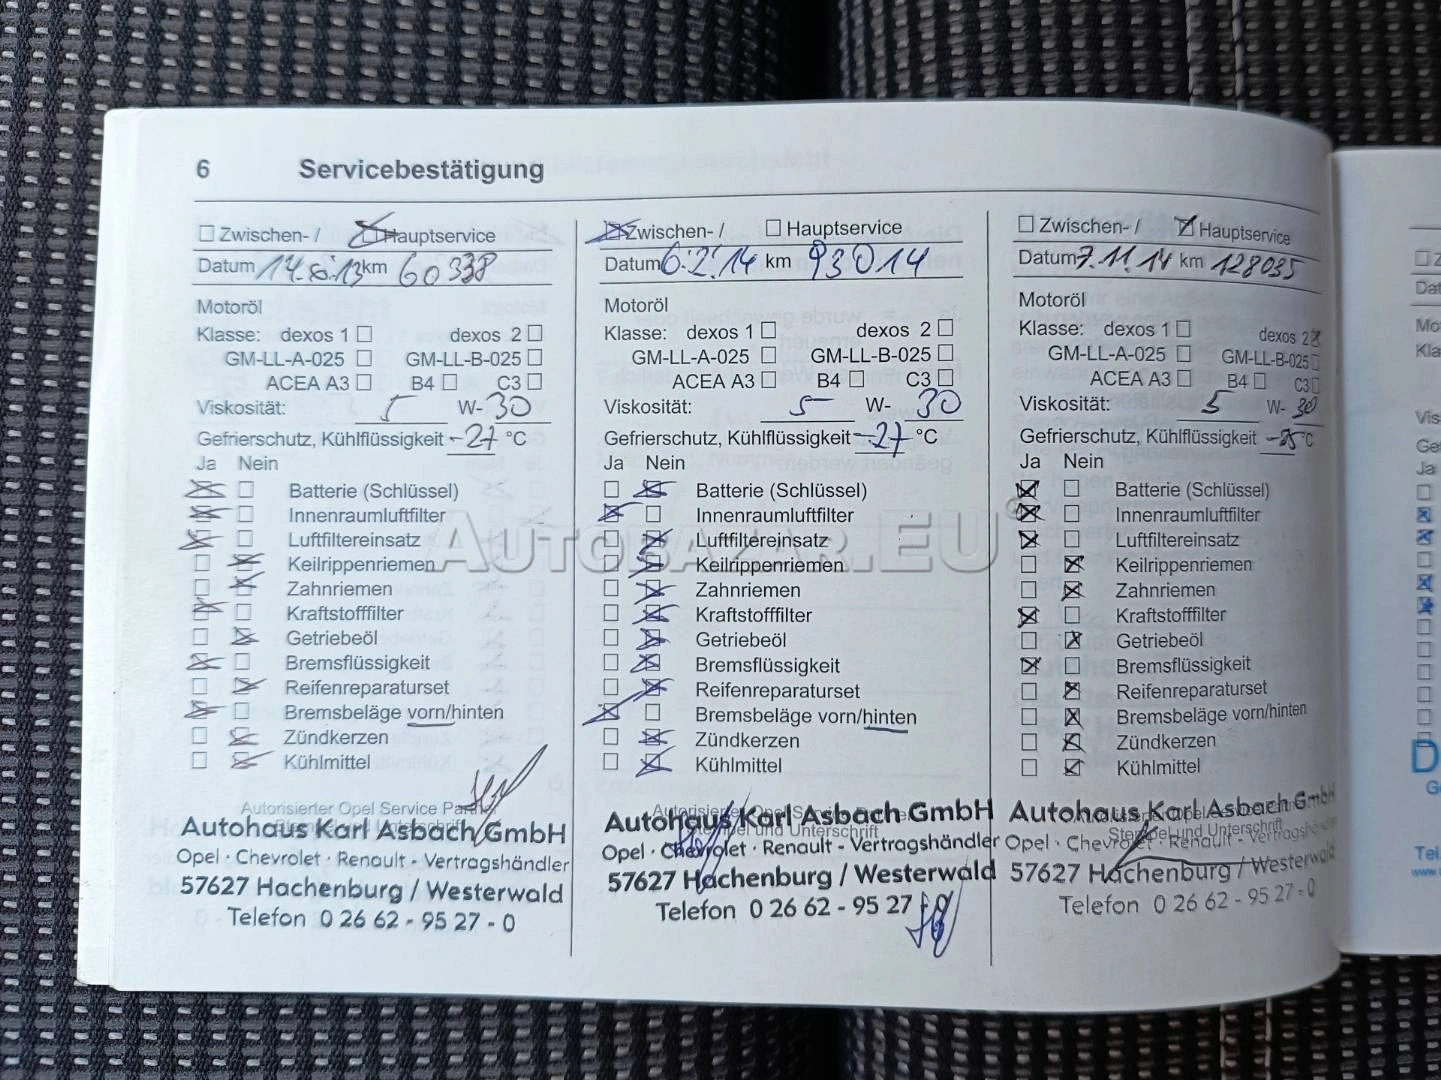 6 Servicebestätigung
Zwischen- / Hauptservice
Datum 14.8.13 km 60338
Motoröl
Klasse: dexos 1 dexos 2
GM-LL-A-025 GM-LL-B-025
ACEA A3 B4 C3
Viskosität: 5 W- 30
Gefrierschutz, Kühlflüssigkeit -27 °C
Ja Nein
Batterie (Schlüssel)
Innenraumluftfilter
Luftfiltereinsatz
Keilrippenriemen
Zahnriemen
Kraftstofffilter
Getriebeöl
Bremsflüssigkeit
Reifenreparaturset
Bremsbeläge vorn/hinten
Zündkerzen
Kühlmittel
Autorisierter Opel Service Partner
Autohaus Karl Asbach GmbH
Opel · Chevrolet · Renault - Vertragshändler
57627 Hachenburg / Westerwald
Telefon 0 26 62 - 95 27 - 0
Zwischen- / Hauptservice
Datum 6.2.14 km 93014
Motoröl
Klasse: dexos 1 dexos 2
GM-LL-A-025 GM-LL-B-025
ACEA A3 B4 C3
Viskosität: 5 W- 30
Gefrierschutz, Kühlflüssigkeit -27 °C
Ja Nein
Batterie (Schlüssel)
Innenraumluftfilter
Luftfiltereinsatz
Keilrippenriemen
Zahnriemen
Kraftstofffilter
Getriebeöl
Bremsflüssigkeit
Reifenreparaturset
Bremsbeläge vorn/hinten
Zündkerzen
Kühlmittel
Stempel und Unterschrift
Autohaus Karl Asbach GmbH
Opel · Chevrolet · Renault - Vertragshändler
57627 Hachenburg / Westerwald
Telefon 0 26 62 - 95 27 - 0
Zwischen- / Hauptservice
Datum 7.11.14 km 128035
Motoröl
Klasse: dexos 1 dexos 2
GM-LL-A-025 GM-LL-B-025
ACEA A3 B4 C3
Viskosität: 5 W- 30
Gefrierschutz, Kühlflüssigkeit °C
Ja Nein
Batterie (Schlüssel)
Innenraumluftfilter
Luftfiltereinsatz
Keilrippenriemen
Zahnriemen
Kraftstofffilter
Getriebeöl
Bremsflüssigkeit
Reifenreparaturset
Bremsbeläge vorn/hinten
Zündkerzen
Kühlmittel
Stempel und Unterschrift
Autohaus Karl Asbach GmbH
Opel · Chevrolet · Renault - Vertragshändler
57627 Hachenburg / Westerwald
Telefon 0 26 62 - 95 27 - 0
Ja
Tel.
AUTOBAZAR.EU